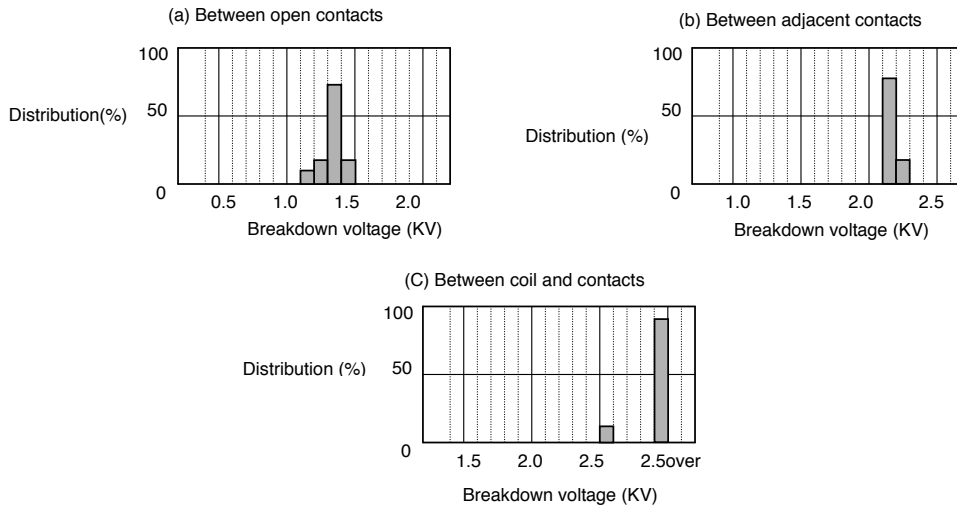 (a) Between open contacts
100
50
0
Distribution(%)
0.5 1.0 1.5 2.0
Breakdown voltage (KV)
(b) Between adjacent contacts
100
50
0
Distribution (%)
1.0 1.5 2.0 2.5
Breakdown voltage (KV)
(C) Between coil and contacts
100
50
0
Distribution (%)
1.5 2.0 2.5 2.5over
Breakdown voltage (KV)